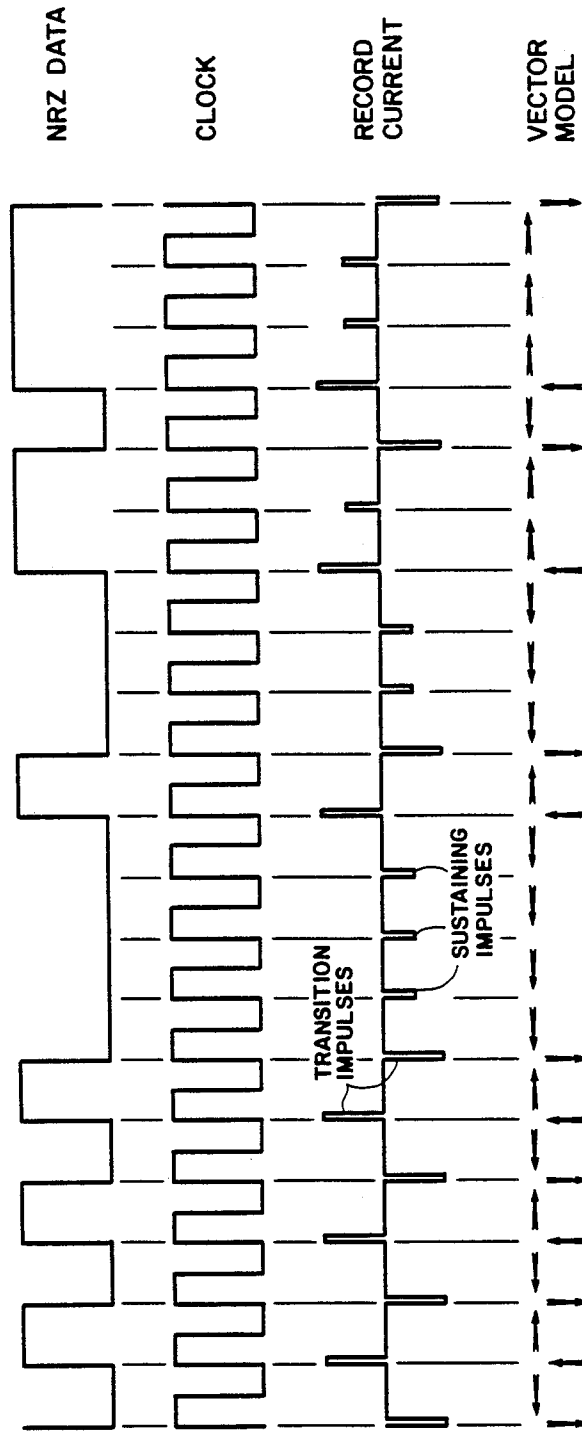 NRZ DATA
CLOCK
RECORD
CURRENT
VECTOR
MODEL
TRANSITION
IMPULSES
SUSTAINING
IMPULSES